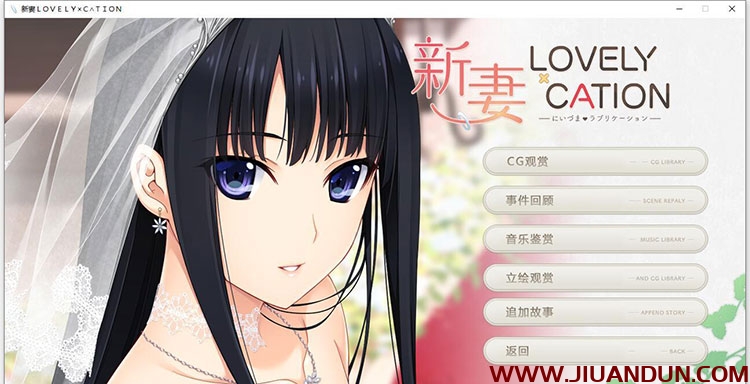 新妻LOVELY×CATION
新妻
LOVELY
×
CATION
にいづま♥ラブリケーション
CG观赏 CG LIBRARY
事件回顾 SCENE REPALY
音乐鉴赏 MUSIC LIBRARY
立绘观赏 AND CG LIBRARY
追加故事 APPEND STORY
返回 BACK
WWW.JIUANDUN.COM